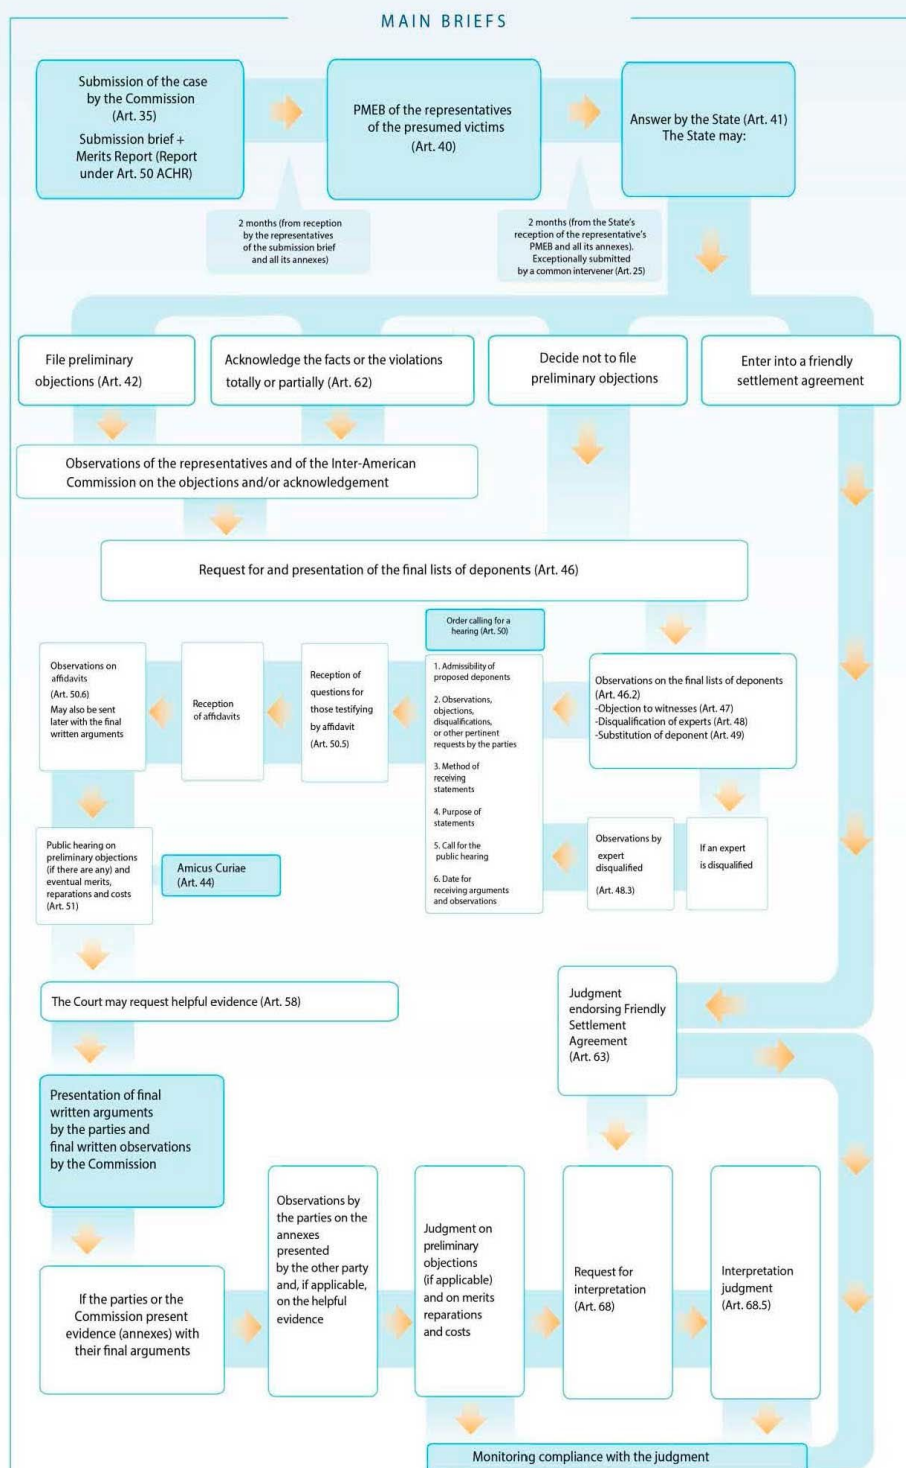 MAIN BRIEFS
Submission of the case
by the Commission
(Art. 35)
Submission brief +
Merits Report (Report
under Art. 50 ACHR)
PMEB of the representatives
of the presumed victims
(Art. 40)
Answer by the State (Art. 41)
The State may:
2 months (from reception
by the representatives
of the submission brief
and all its annexes)
2 months (from the State's
reception of the representative's
PMEB and all its annexes).
Exceptionally submitted
by a common intervener (Art. 25)
File preliminary
objections (Art. 42)
Acknowledge the facts or the violations
totally or partially (Art. 62)
Decide not to file
preliminary objections
Enter into a friendly
settlement agreement
Observations of the representatives and of the Inter-American
Commission on the objections and/or acknowledgement
Request for and presentation of the final lists of deponents (Art. 46)
Observations on the final lists of deponents
(Art. 46.2)
-Objection to witnesses (Art. 47)
-Disqualification of experts (Art. 48)
-Substitution of deponent (Art. 49)
If an expert
is disqualified
Observations by
expert
disqualified
(Art. 48.3)
Order calling for a
hearing (Art. 50)
1. Admissibility of
proposed deponents
2. Observations,
objections,
disqualifications,
or other pertinent
requests by the parties
3. Method of
receiving
statements
4. Purpose of
statements
5. Call for the
public hearing
6. Date for
receiving arguments
and observations
Reception of
questions for
those testifying
by affidavit
(Art. 50.5)
Reception
of affidavits
Observations on
affidavits
(Art. 50.6)
May also be sent
later with the final
written arguments
Public hearing on
preliminary objections
(if there are any) and
eventual merits,
reparations and costs
(Art. 51)
Amicus Curiae
(Art. 44)
The Court may request helpful evidence (Art. 58)
Judgment
endorsing Friendly
Settlement
Agreement
(Art. 63)
Presentation of final
written arguments
by the parties and
final written observations
by the Commission
If the parties or the
Commission present
evidence (annexes) with
their final arguments
Observations by
the parties on the
annexes
presented
by the other party
and, if applicable,
on the helpful
evidence
Judgment on
preliminary
objections
(if applicable)
and on merits
reparations
and costs
Request for
interpretation
(Art. 68)
Interpretation
judgment
(Art. 68.5)
Monitoring compliance with the judgment